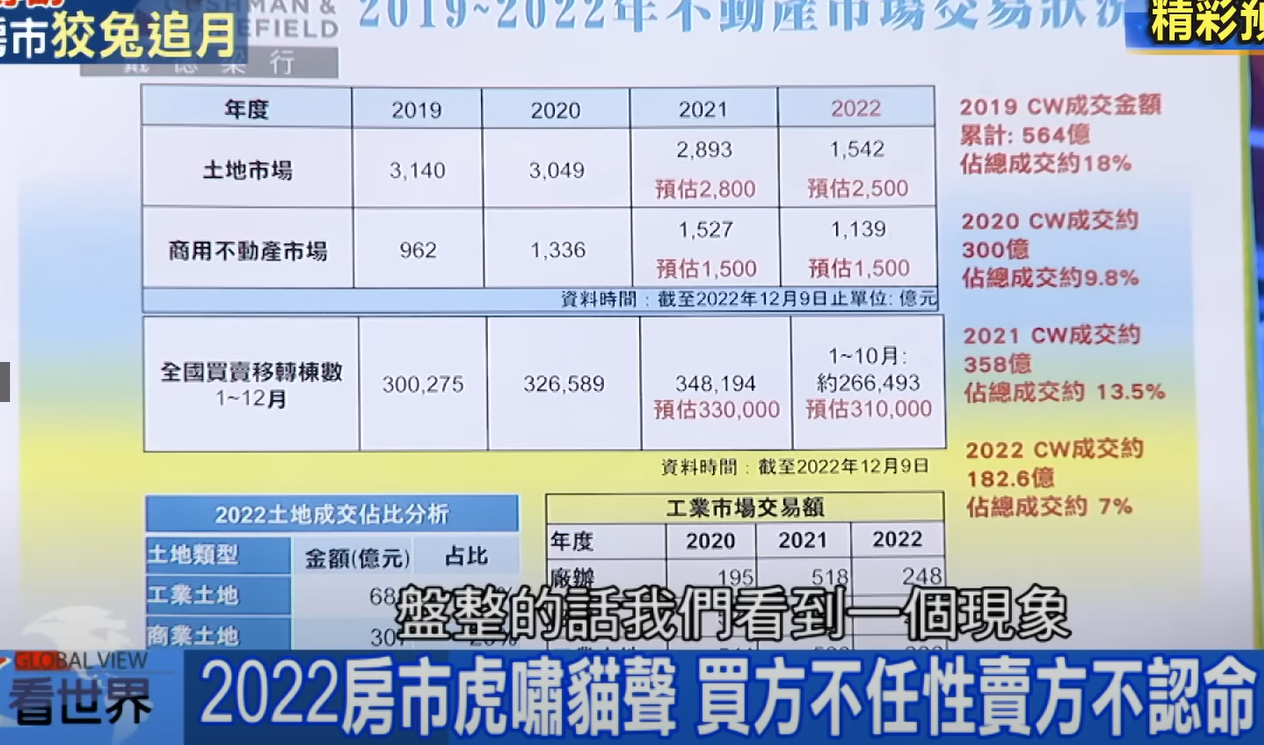 房市狡兔追月
精彩預
2019~2022年不動產市場交易狀況
戴德梁行
年度 2019 2020 2021 2022
土地市場 3,140 3,049 2,893 1,542
預估2,800 預估2,500
商用不動產市場 962 1,336 1,527 1,139
預估1,500 預估1,500
資料時間：截至2022年12月9日止單位: 億元
全國買賣移轉棟數 300,275 326,589 348,194 1~10月:
1~12月 預估330,000 約266,493
預估310,000
資料時間：截至2022年12月9日
2019 CW成交金額
累計: 564億
佔總成交約18%
2020 CW成交約
300億
佔總成交約9.8%
2021 CW成交約
358億
佔總成交約 13.5%
2022 CW成交約
182.6億
佔總成交約 7%
2022土地成交佔比分析
土地類型 金額(億元) 占比
工業土地
商業土地
工業市場交易額
年度 2020 2021 2022
廠辦 195 518 248
盤整的話我們看到一個現象
GLOBAL VIEW
看世界
2022房市虎嘯貓聲 買方不任性賣方不認命